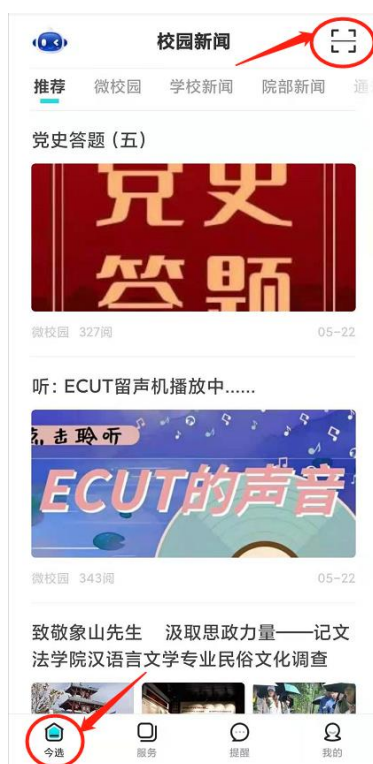 校园新闻
推荐 微校园 学校新闻 院部新闻 通
党史答题（五）
党史
答题
微校园 327阅 05-22
听：ECUT留声机播放中……
点,击聆听
ECUT的声音
微校园 343阅 05-22
致敬象山先生 汲取思政力量——记文
法学院汉语言文学专业民俗文化调查
今选 服务 提醒 我的